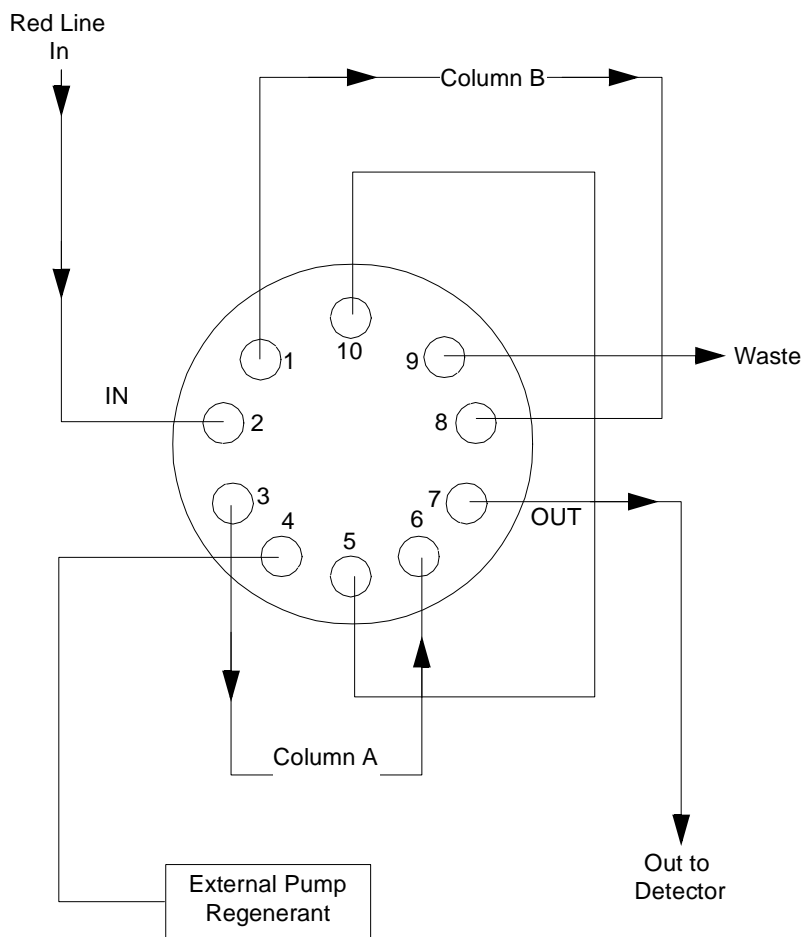 Red Line
In
Column B
1
10
9
Waste
IN
2
8
3
7
4
6
OUT
5
Column A
Out to
Detector
External Pump
Regenerant